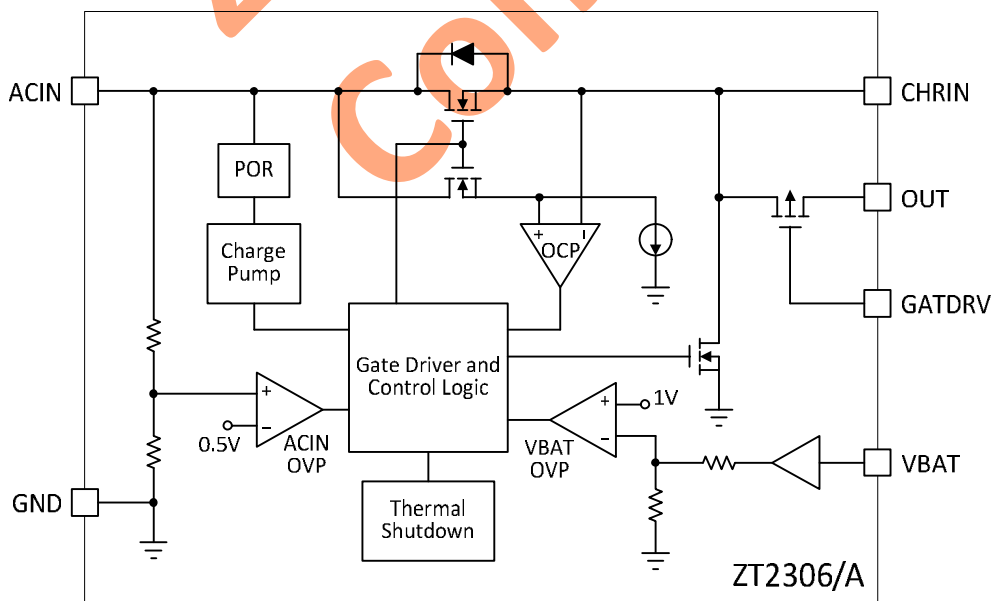 Con
ACIN
CHRIN
POR
OUT
+
−
OCP
Charge
Pump
GATDRV
Gate Driver and
Control Logic
+
0.5V
−
ACIN
OVP
+
1V
−
VBAT
OVP
VBAT
GND
Thermal
Shutdown
ZT2306/A